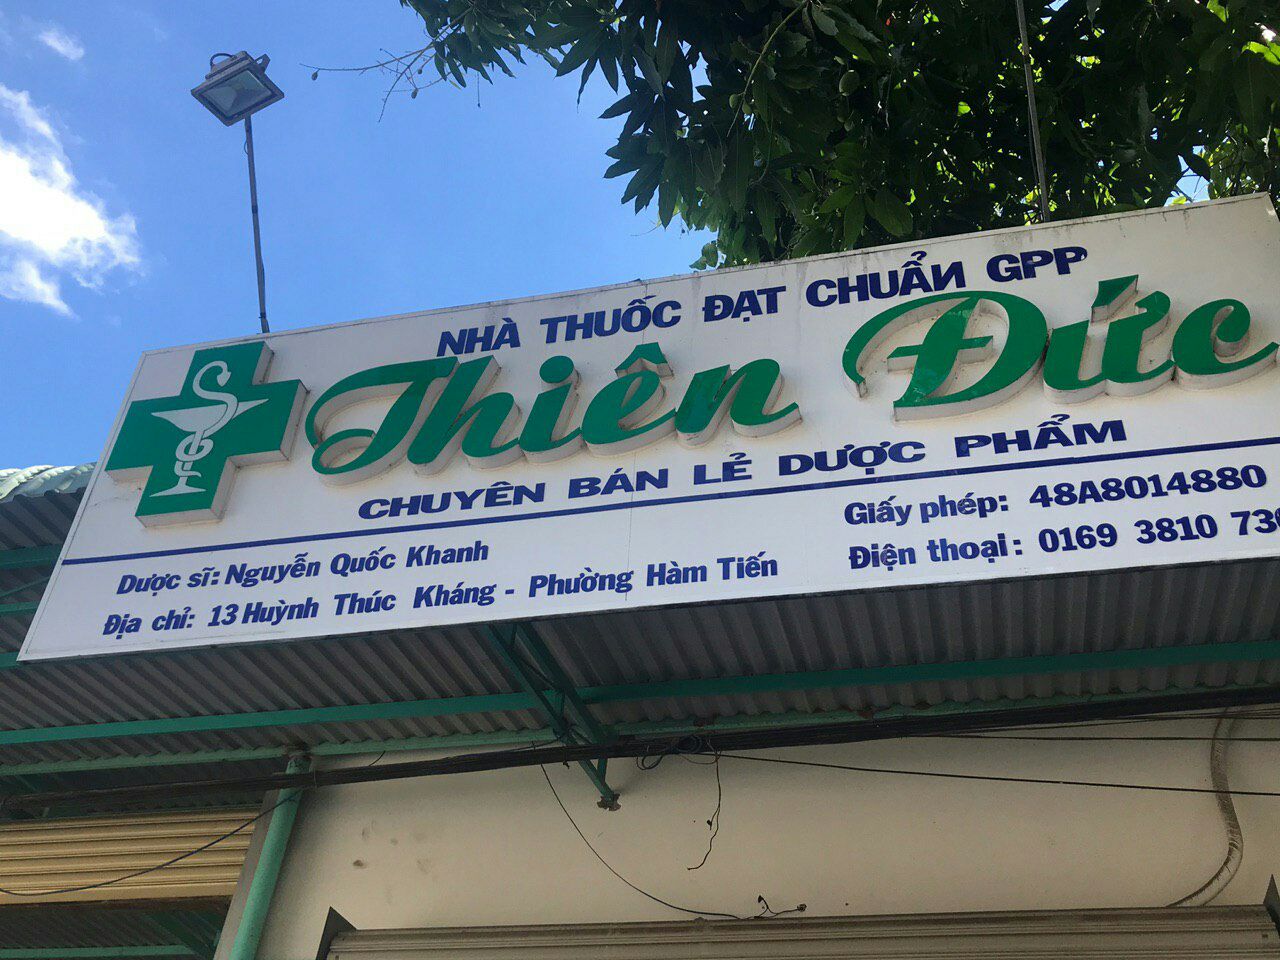 NHÀ THUỐC ĐẠT CHUẨN GPP
Thiên Đức
CHUYÊN BÁN LẺ DƯỢC PHẨM
Dược sĩ: Nguyễn Quốc Khanh
Địa chỉ: 13 Huỳnh Thúc Kháng - Phường Hàm Tiến
Giấy phép: 48A8014880
Điện thoại: 0169 3810